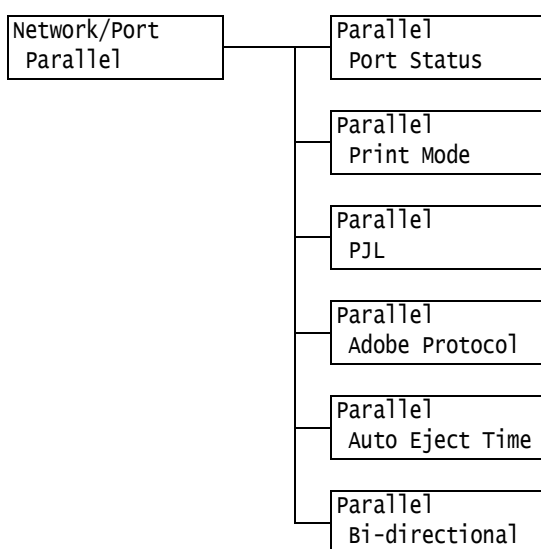 Network/Port
Parallel
Parallel
Port Status
Parallel
Print Mode
Parallel
PJL
Parallel
Adobe Protocol
Parallel
Auto Eject Time
Parallel
Bi-directional